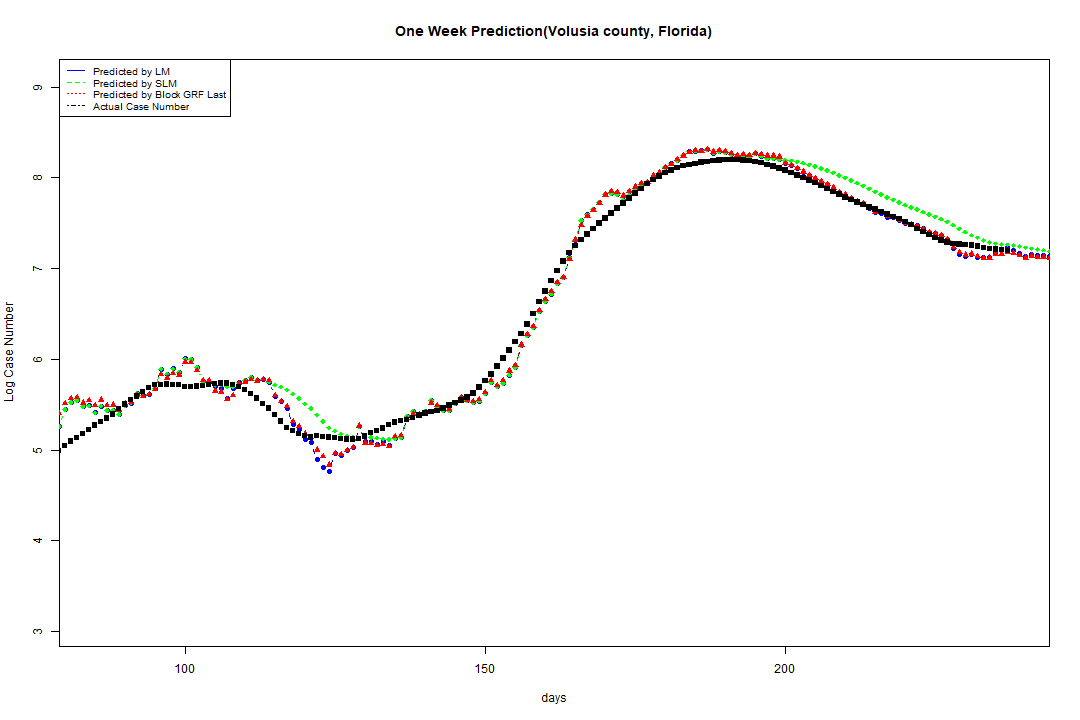 One Week Prediction(Volusia county, Florida)
Predicted by LM
Predicted by SLM
Predicted by Block GRF Last
Actual Case Number
9
8
7
6
5
4
3
Log Case Number
100 150 200
days